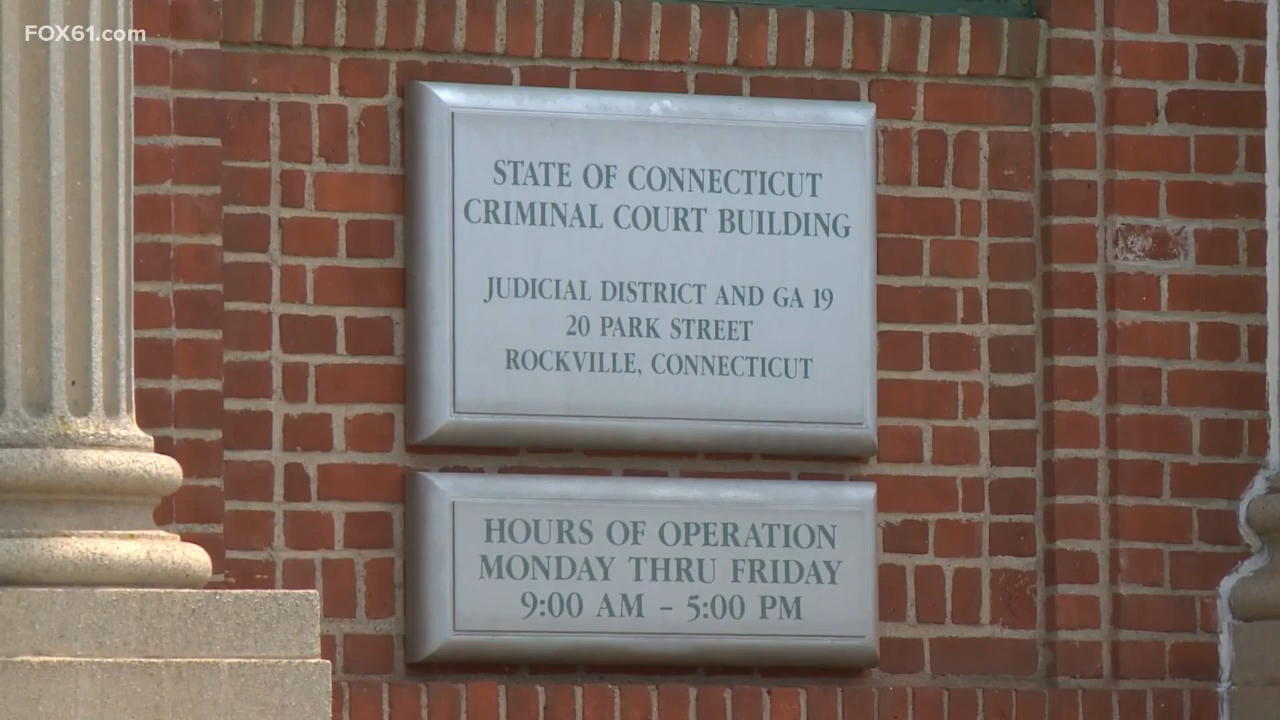 FOX61.com
STATE OF CONNECTICUT
CRIMINAL COURT BUILDING
JUDICIAL DISTRICT AND GA 19
20 PARK STREET
ROCKVILLE, CONNECTICUT
HOURS OF OPERATION
MONDAY THRU FRIDAY
9:00 AM – 5:00 PM